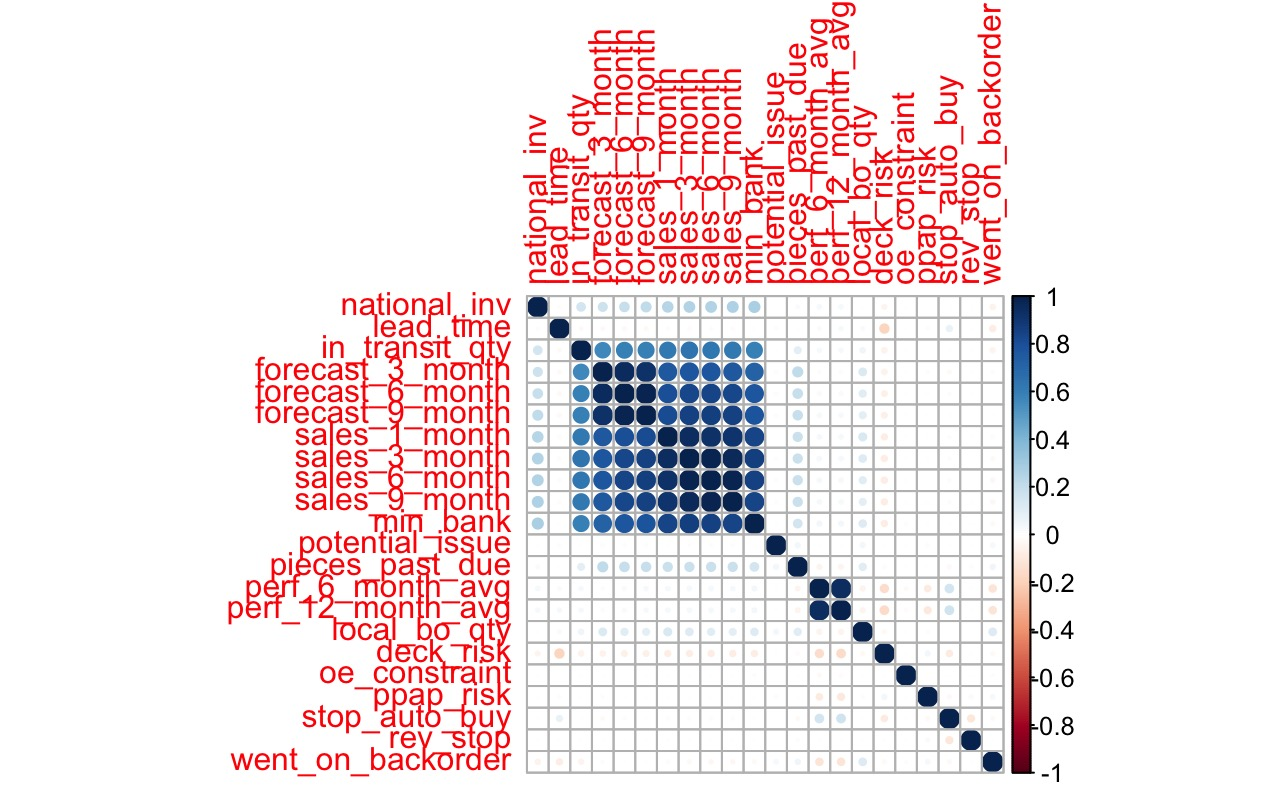 national_inv
lead_time
in_transit_qty
forecast_3_month
forecast_6_month
forecast_9_month
sales_1_month
sales_3_month
sales_6_month
sales_9_month
min_bank
potential_issue
pieces_past_due
perf_6_month_avg
perf_12_month_avg
local_bo_qty
deck_risk
oe_constraint
ppap_risk
stop_auto_buy
rev_stop
went_on_backorder
national_inv
lead_time
in_transit_qty
forecast_3_month
forecast_6_month
forecast_9_month
sales_1_month
sales_3_month
sales_6_month
sales_9_month
min_bank
potential_issue
pieces_past_due
perf_6_month_avg
perf_12_month_avg
local_bo_qty
deck_risk
oe_constraint
ppap_risk
stop_auto_buy
rev_stop
went_on_backorder
1
0.8
0.6
0.4
0.2
0
-0.2
-0.4
-0.6
-0.8
-1